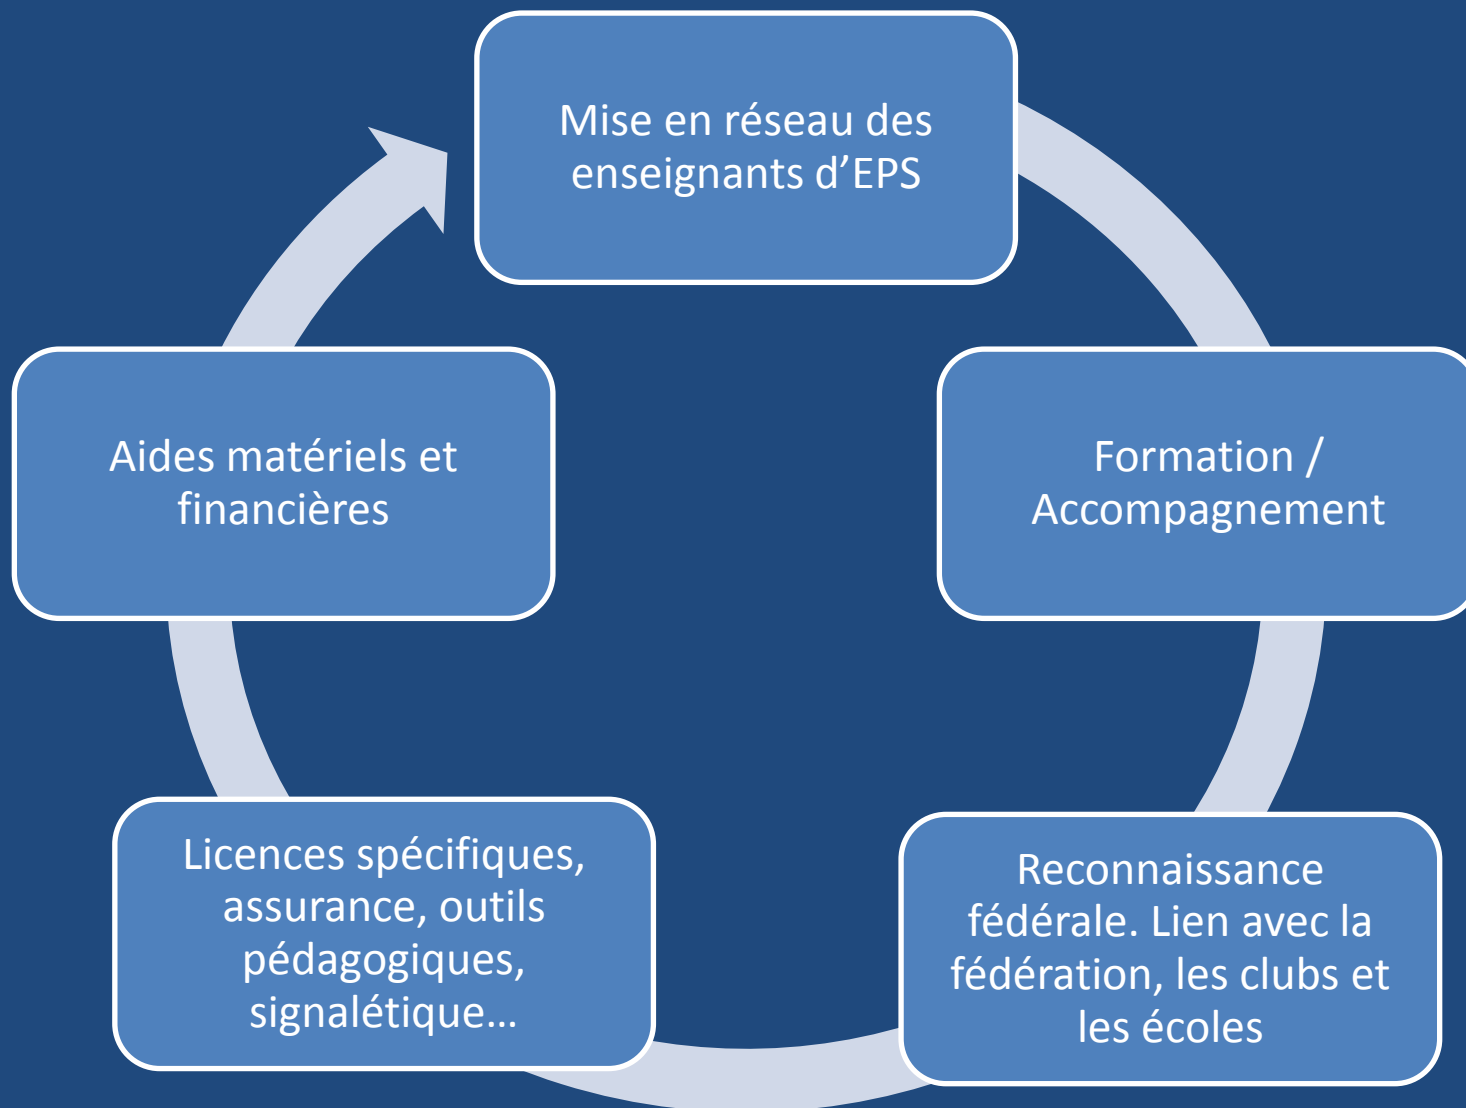 Mise en réseau des
enseignants d’EPS
Formation /
Accompagnement
Reconnaissance
fédérale. Lien avec la
fédération, les clubs et
les écoles
Licences spécifiques,
assurance, outils
pédagogiques,
signalétique…
Aides matériels et
financières